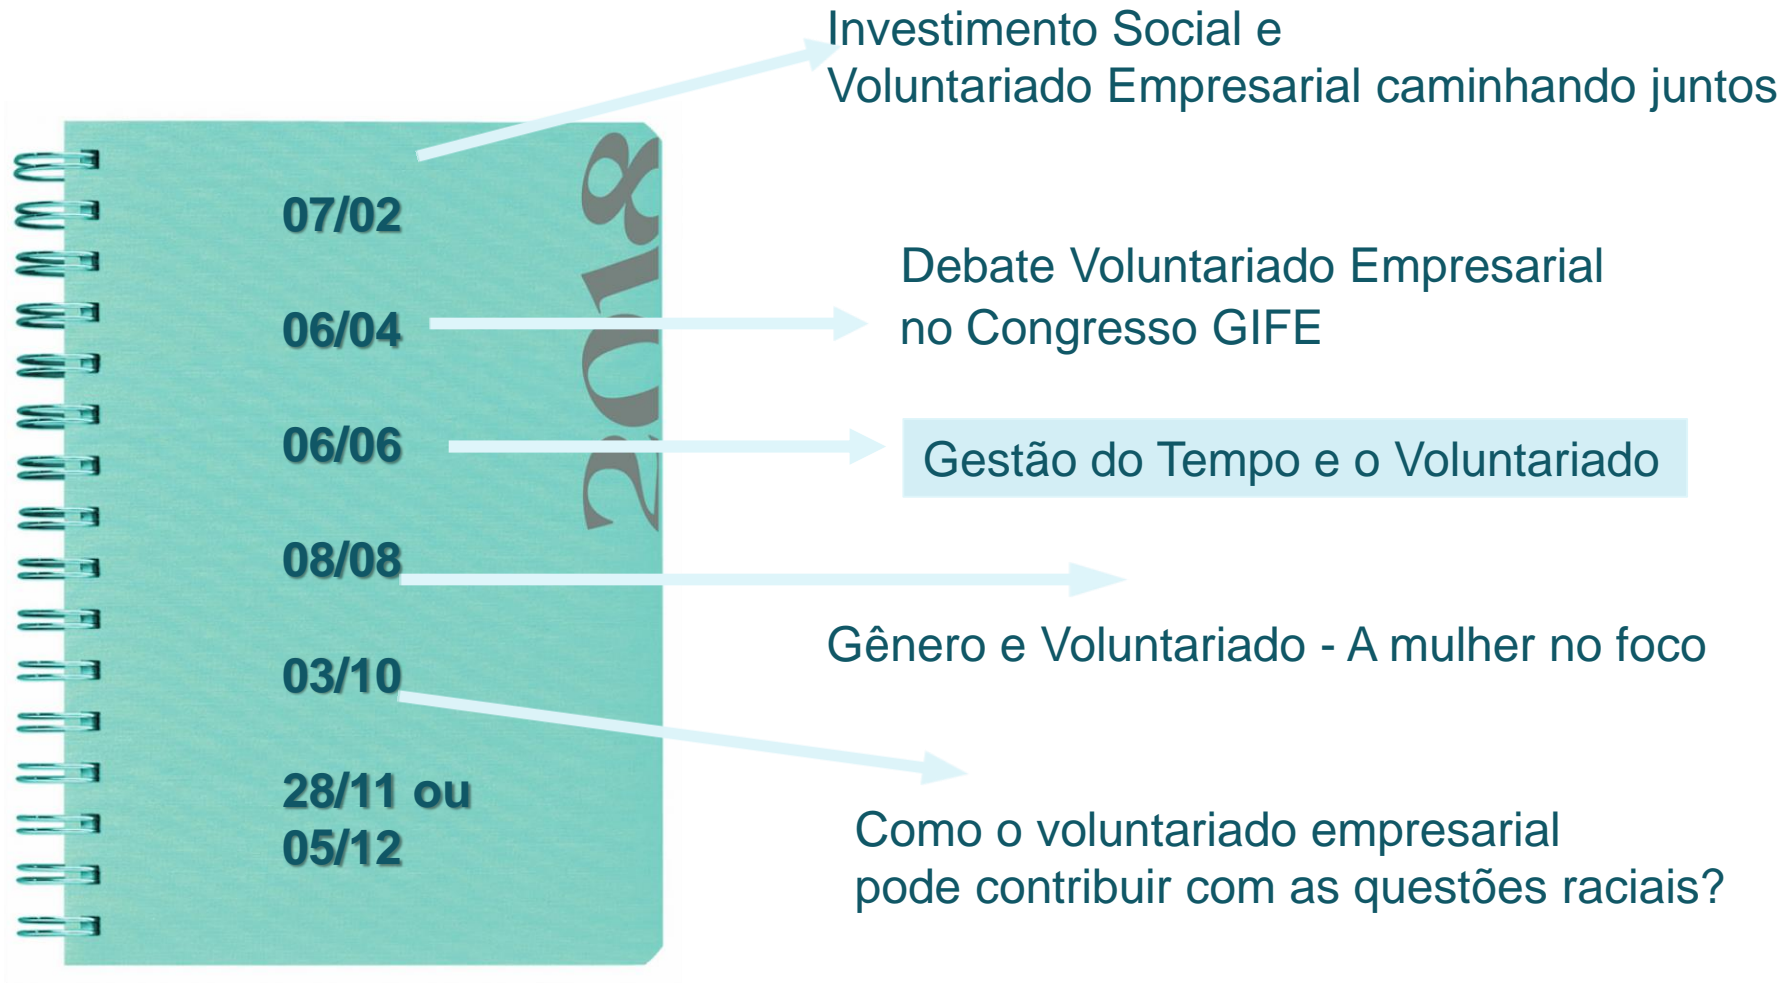 Investimento Social e
Voluntariado Empresarial caminhando juntos
2018
07/02
Debate Voluntariado Empresarial
no Congresso GIFE
06/04
06/06
Gestão do Tempo e o Voluntariado
08/08
Gênero e Voluntariado - A mulher no foco
03/10
28/11 ou
05/12
Como o voluntariado empresarial
pode contribuir com as questões raciais?